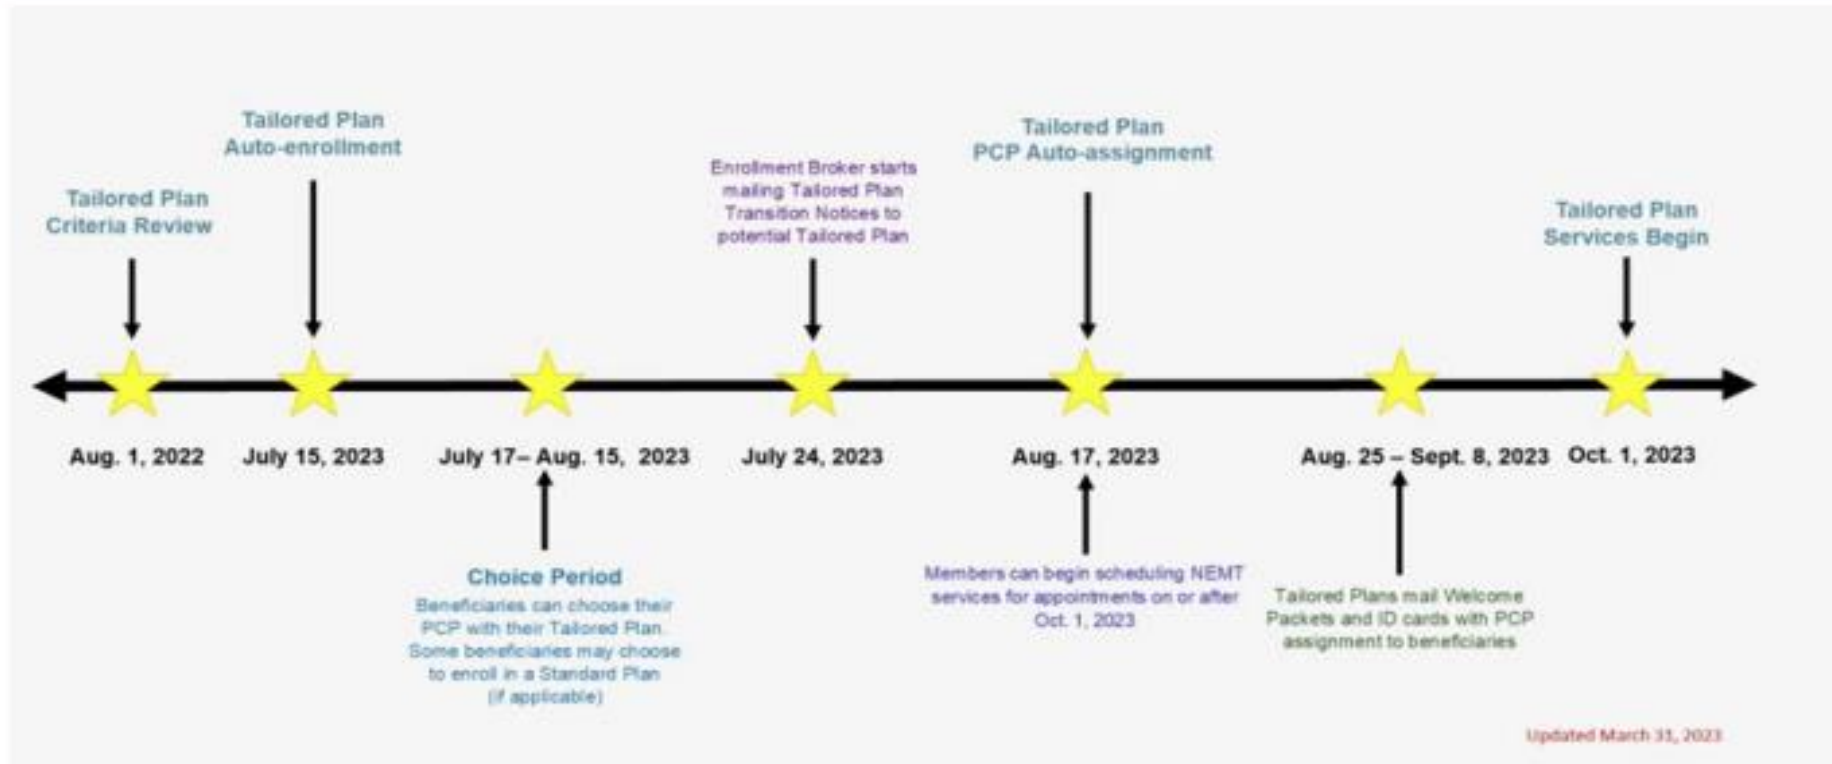 Tailored Plan
Criteria Review
Tailored Plan
Auto-enrollment
Enrollment Broker starts
mailing Tailored Plan
Transition Notices to
potential Tailored Plan
Tailored Plan
PCP Auto-assignment
Tailored Plan
Services Begin
Aug. 1, 2022
July 15, 2023
July 17– Aug. 15, 2023
July 24, 2023
Aug. 17, 2023
Aug. 25 – Sept. 8, 2023
Oct. 1, 2023
Choice Period
Beneficiaries can choose their
PCP with their Tailored Plan.
Some beneficiaries may choose
to enroll in a Standard Plan
(if applicable)
Members can begin scheduling NEMT
services for appointments on or after
Oct. 1, 2023
Tailored Plans mail Welcome
Packets and ID cards with PCP
assignment to beneficiaries
Updated March 31, 2023